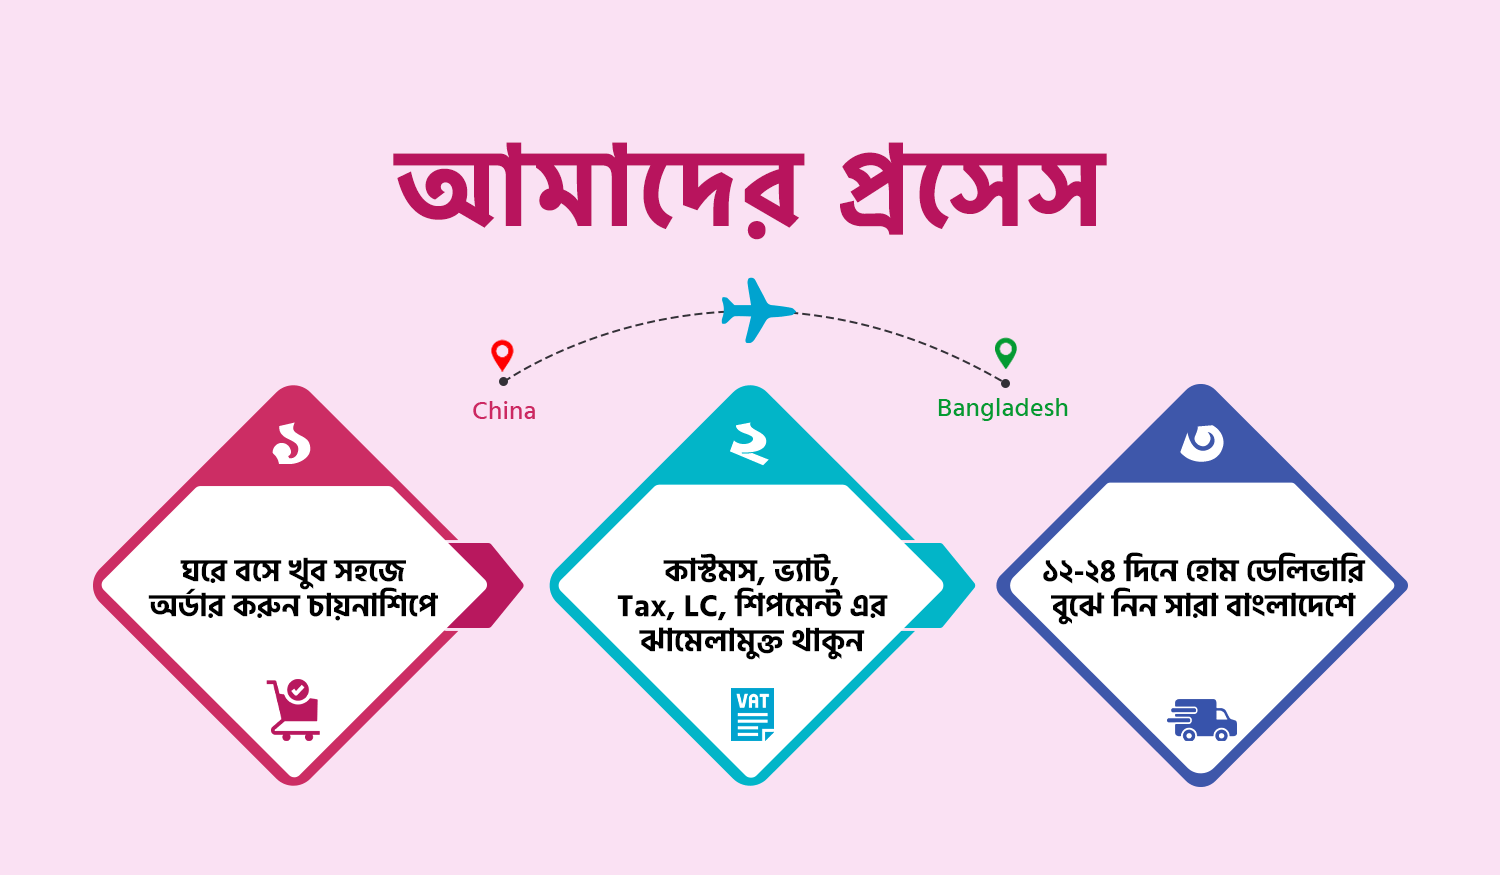 আমাদের প্রসেস
China
Bangladesh
১
ঘরে বসে খুব সহজে
অর্ডার করুন চায়নাশিপে
২
কাস্টমস, ভ্যাট,
Tax, LC, শিপমেন্ট এর
ঝামেলামুক্ত থাকুন
VAT
৩
১২-২৪ দিনে হোম ডেলিভারি
বুঝে নিন সারা বাংলাদেশে